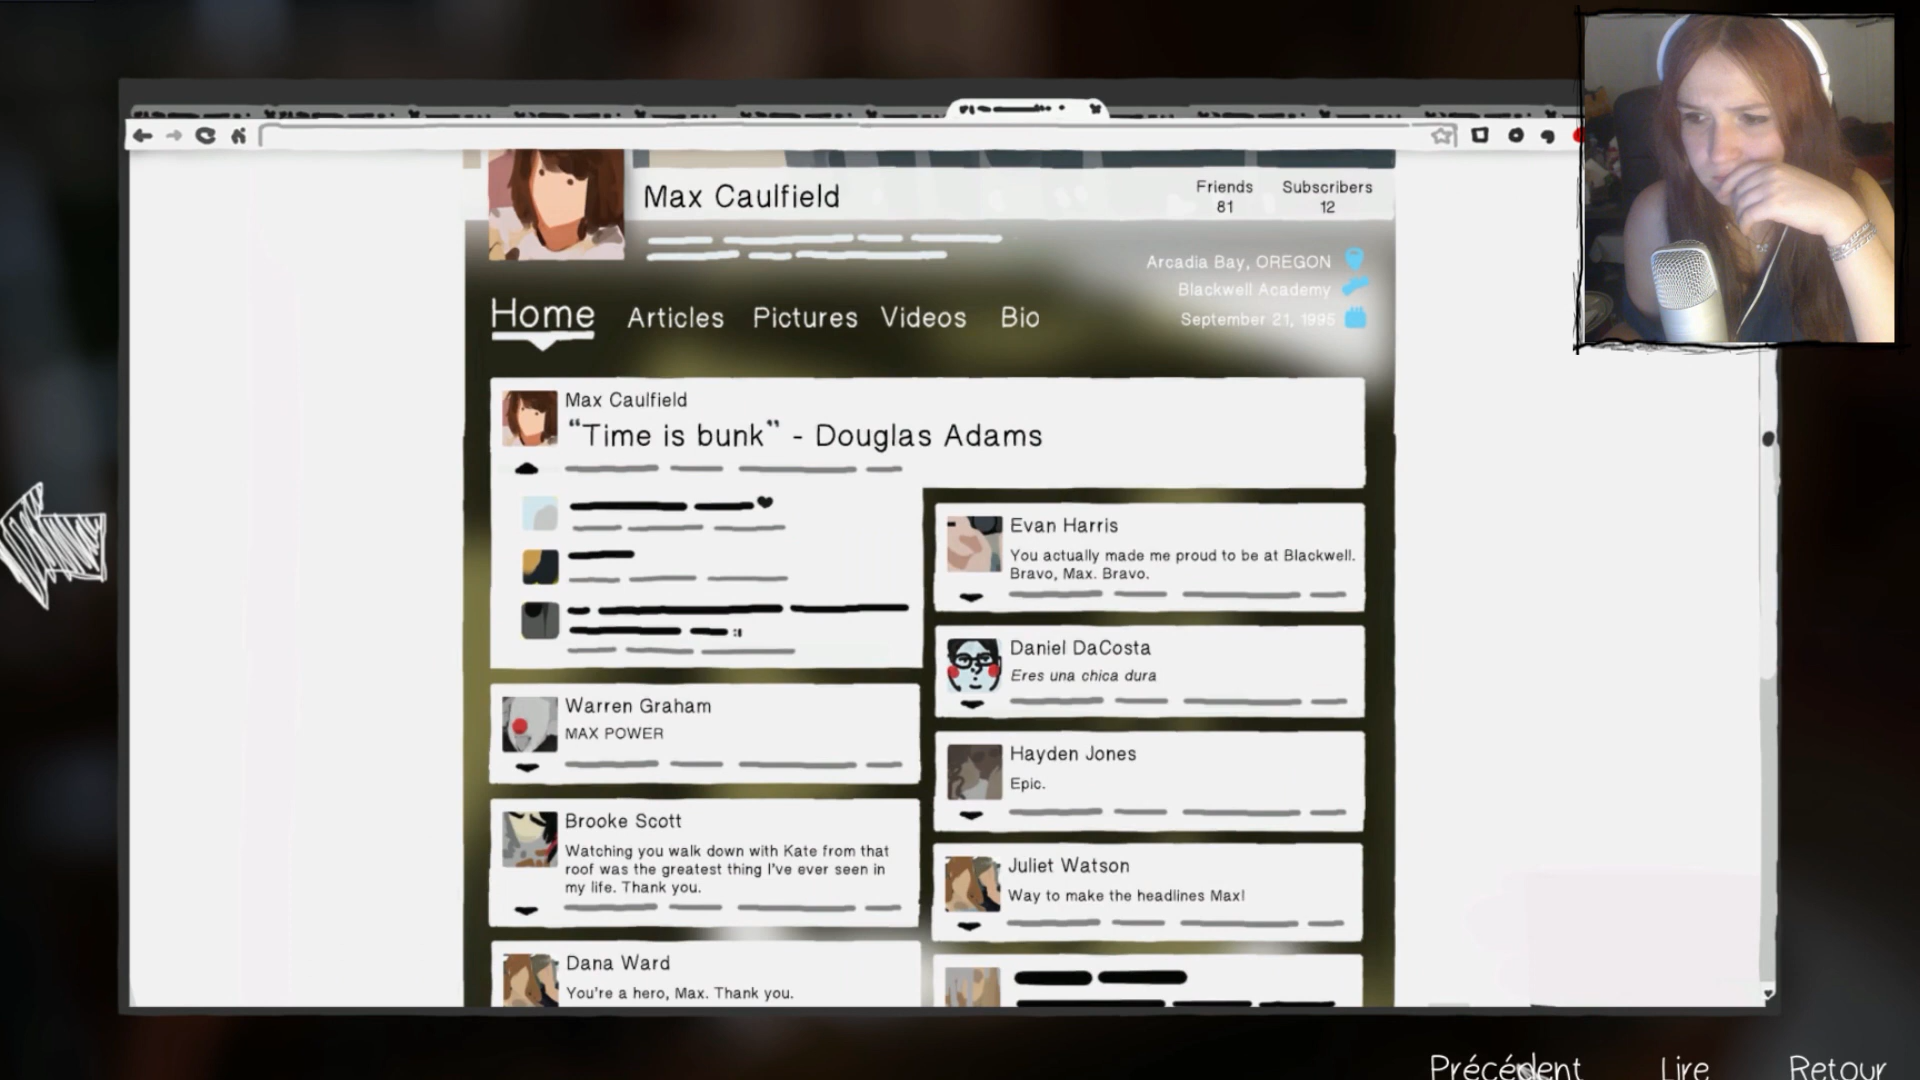 Max Caulfield
Friends
81
Subscribers
12
Arcadia Bay, OREGON
Blackwell Academy
September 21, 1995
Home
Articles
Pictures
Videos
Bio
Max Caulfield
“Time is bunk” - Douglas Adams
Evan Harris
You actually made me proud to be at Blackwell.
Bravo, Max. Bravo.
Daniel DaCosta
Eres una chica dura
Warren Graham
MAX POWER
Hayden Jones
Epic.
Brooke Scott
Watching you walk down with Kate from that
roof was the greatest thing I've ever seen in
my life. Thank you.
Juliet Watson
Way to make the headlines Max!
Dana Ward
You're a hero, Max. Thank you.
Précédent
Lire
Retour